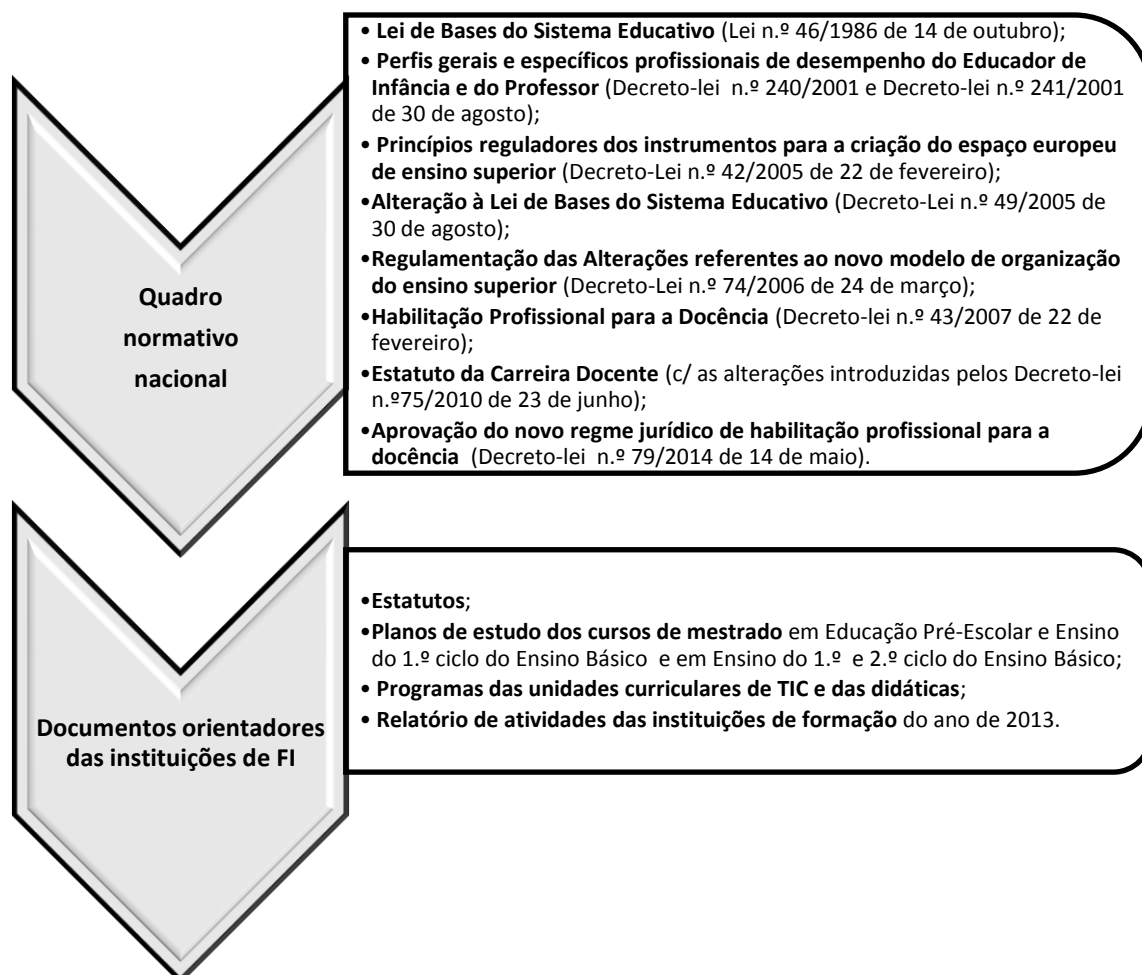 • Lei de Bases do Sistema Educativo (Lei n.º 46/1986 de 14 de outubro);
• Perfis gerais e específicos profissionais de desempenho do Educador de
Infância e do Professor (Decreto-lei n.º 240/2001 e Decreto-lei n.º 241/2001
de 30 de agosto);
• Princípios reguladores dos instrumentos para a criação do espaço europeu
de ensino superior (Decreto-Lei n.º 42/2005 de 22 de fevereiro);
•Alteração à Lei de Bases do Sistema Educativo (Decreto-Lei n.º 49/2005 de
30 de agosto);
•Regulamentação das Alterações referentes ao novo modelo de organização
do ensino superior (Decreto-Lei n.º 74/2006 de 24 de março);
•Habilitação Profissional para a Docência (Decreto-lei n.º 43/2007 de 22 de
fevereiro);
•Estatuto da Carreira Docente (c/ as alterações introduzidas pelos Decreto-lei
n.º75/2010 de 23 de junho);
•Aprovação do novo regme jurídico de habilitação profissional para a
docência (Decreto-lei n.º 79/2014 de 14 de maio).
Quadro
normativo
nacional
•Estatutos;
•Planos de estudo dos cursos de mestrado em Educação Pré-Escolar e Ensino
do 1.º ciclo do Ensino Básico e em Ensino do 1.º e 2.º ciclo do Ensino Básico;
• Programas das unidades curriculares de TIC e das didáticas;
• Relatório de atividades das instituições de formação do ano de 2013.
Documentos orientadores
das instituições de FI